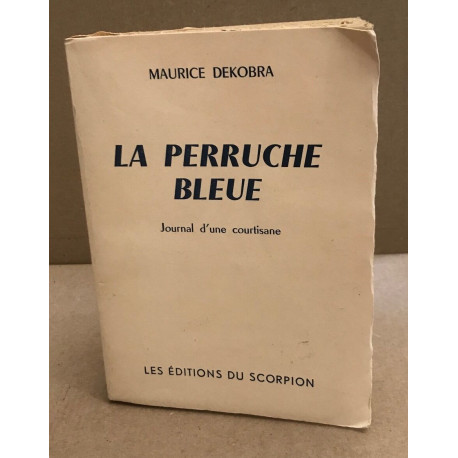 MAURICE DEKOBRA
LA PERRUCHE
BLEUE
Journal d'une courtisane
LES ÉDITIONS DU SCORPION